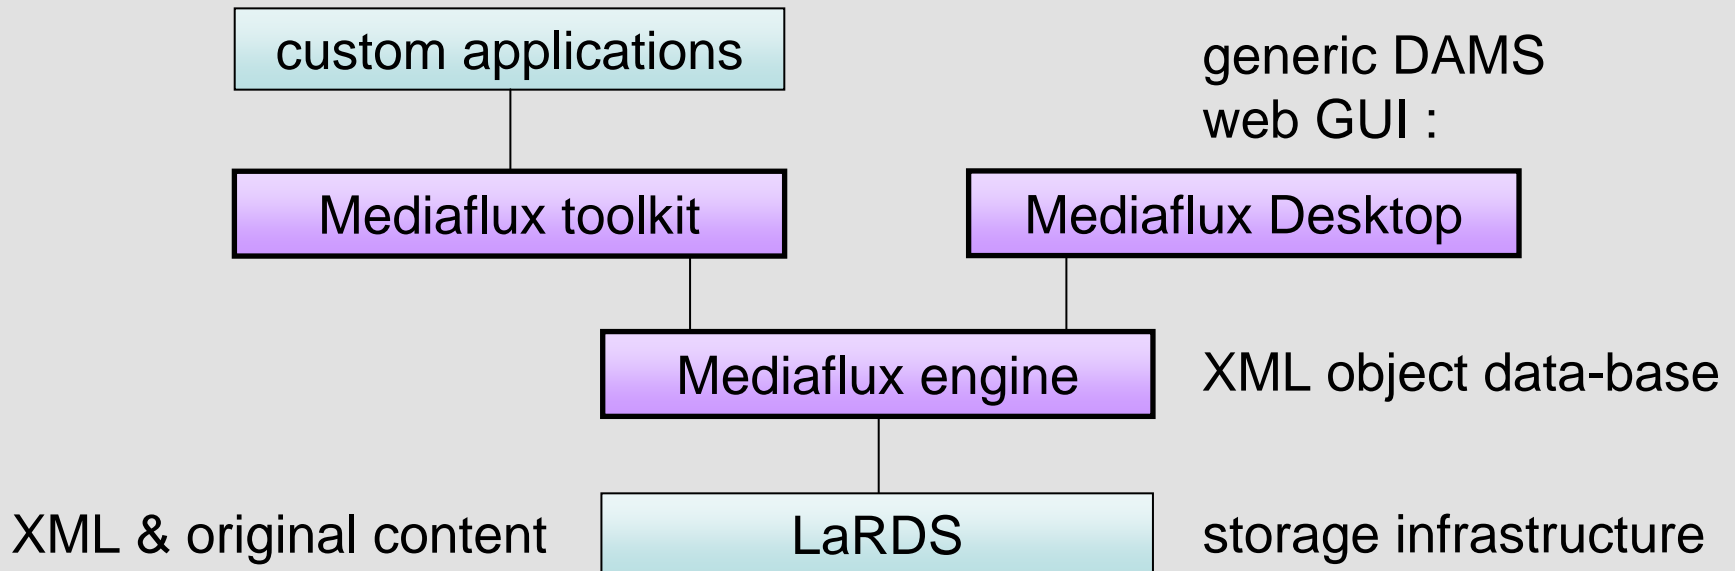 custom applications
generic DAMS
web GUI :
Mediaflux toolkit
Mediaflux Desktop
Mediaflux engine
XML object data-base
XML & original content
LaRDS
storage infrastructure